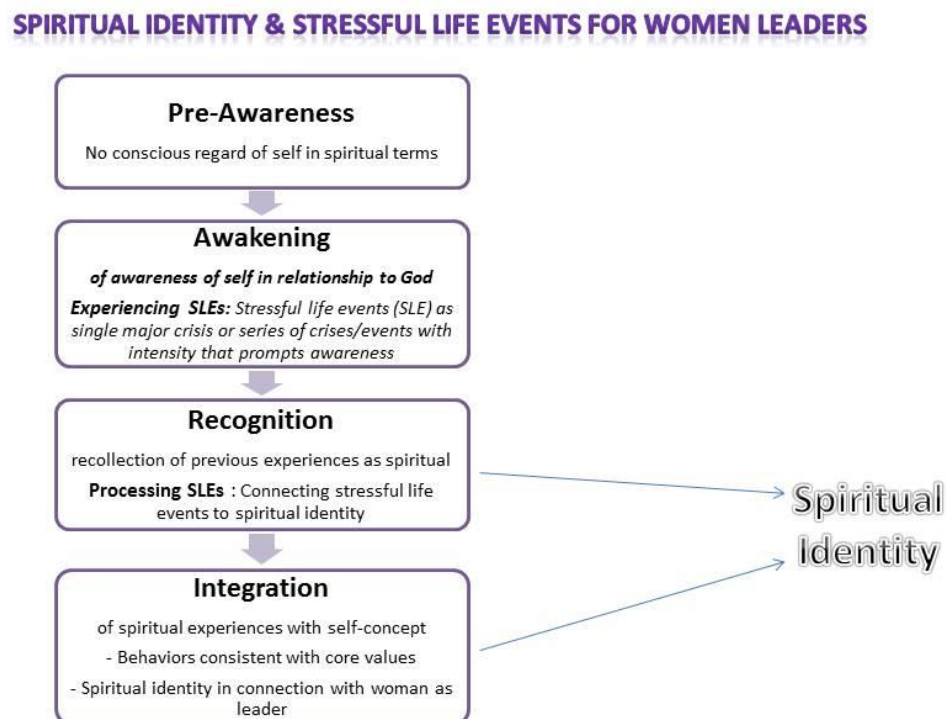 SPIRITUAL IDENTITY & STRESSFUL LIFE EVENTS FOR WOMEN LEADERS
Pre-Awareness
No conscious regard of self in spiritual terms
Awakening
of awareness of self in relationship to God
Experiencing SLEs: Stressful life events (SLE) as
single major crisis or series of crises/events with
intensity that prompts awareness
Recognition
recollection of previous experiences as spiritual
Processing SLEs : Connecting stressful life
events to spiritual identity
Integration
of spiritual experiences with self-concept
- Behaviors consistent with core values
- Spiritual identity in connection with woman as
leader
Spiritual
Identity